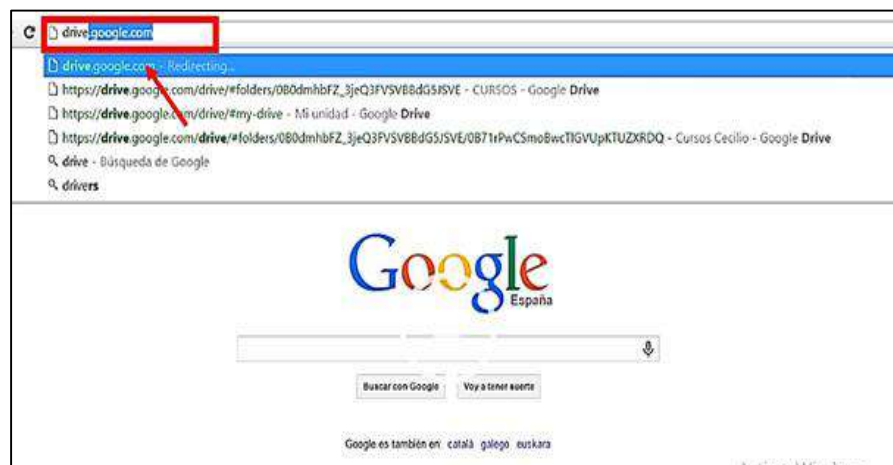 drive.google.com
drive.google.com - Redirecting...
https://drive.google.com/drive/#folders/0B0dmhbFZ_3jeQ3FVSVBBdG5JSVE - CURSOS - Google Drive
https://drive.google.com/drive/#my-drive - Mi unidad - Google Drive
https://drive.google.com/drive/#folders/0B0dmhbFZ_3jeQ3FVSVBBdG5JSVE/0B71rPwCSmoBwcTlGVUpKTUZXRDQ - Cursos Cecilio - Google Drive
drive - Búsqueda de Google
drivers
Google
España
Buscar con Google Voy a tener suerte
Google es también en: català galego euskara